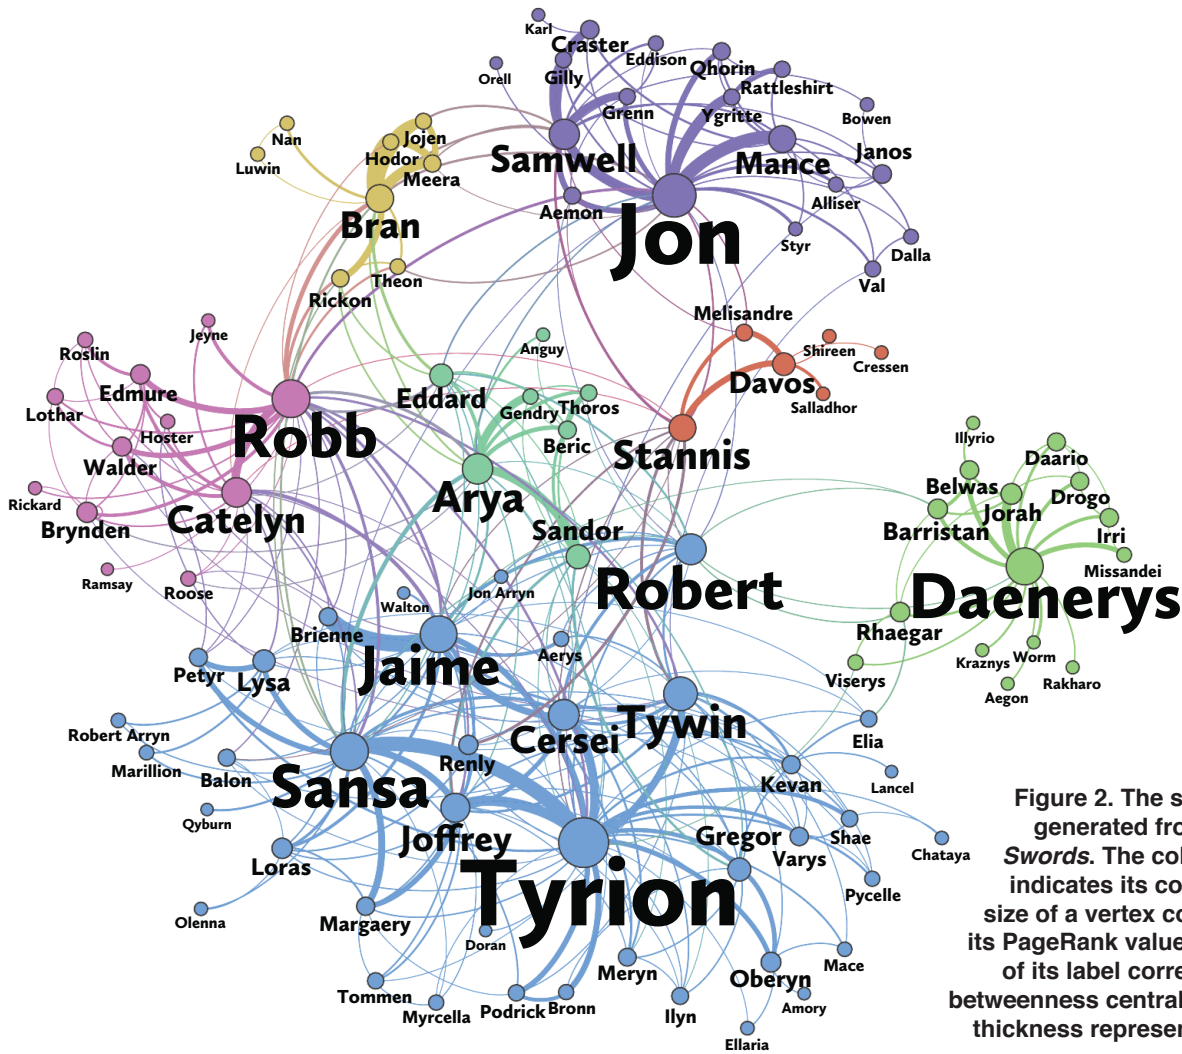 Karl
Craster
Eddison
Qhorin
Orell
Gilly
Rattleshirt
Grenn
Ygritte
Bowen
Nan
Jojen
Hodor
Samwell
Mance
Janos
Luwin
Meera
Alliser
Bran
Aemon
Jon
Styr
Dalla
Theon
Rickon
Val
Melisandre
Jeyne
Roslin
Anguy
Shireen
Cressen
Edmure
Eddard
Davos
Lothar
Gendry
Thoros
Salladhor
Hoster
Robb
Beric
Illyrio
Walder
Stannis
Daario
Belwas
Drogo
Rickard
Arya
Jorah
Brynden
Catelyn
Sandor
Barristan
Irri
Missandei
Ramsay
Roose
Jon Arryn
Robert
Daenerys
Walton
Brienne
Rhaegar
Aerys
Kraznys
Worm
Petyr
Lysa
Jaime
Viserys
Aegon
Rakharo
Robert Arryn
Cersei
Tywin
Elia
Marillion
Balon
Renly
Kevan
Lancel
Sansa
Qyburn
Joffrey
Gregor
Shae
Varys
Chataya
Loras
Tyrion
Pycelle
Olenna
Margaery
Doran
Meryn
Oberyn
Mace
Tommen
Myrcella
Podrick
Bronn
Ilyn
Amory
Ellaria
Figure 2. The s
generated fro
Swords. The col
indicates its co
size of a vertex co
its PageRank value
of its label corre
betweenness central
thickness represen